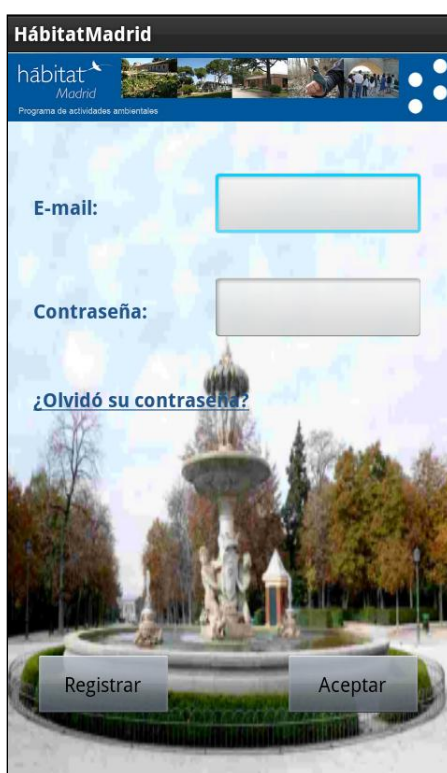 HábitatMadrid
hábitat
Madrid
Programa de actividades ambientales
E-mail:
Contraseña:
¿Olvidó su contraseña?
Registrar
Aceptar